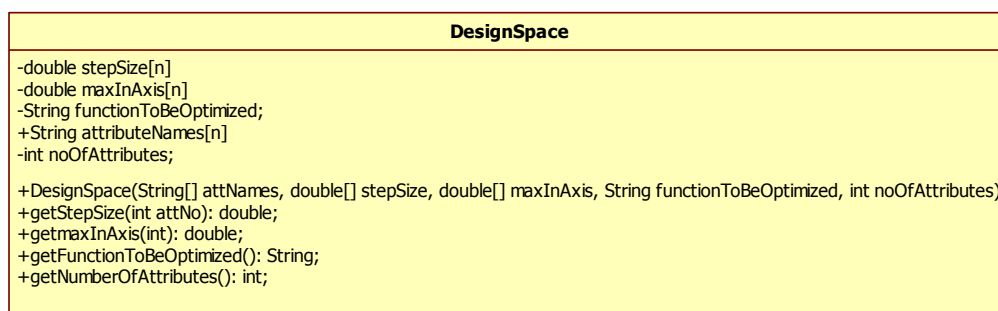 DesignSpace
-double stepSize[n]
-double maxInAxis[n]
-String functionToBeOptimized;
+String attributeNames[n]
-int noOfAttributes;
+DesignSpace(String[] attNames, double[] stepSize, double[] maxInAxis, String functionToBeOptimized, int noOfAttributes)
+getStepSize(int attNo): double;
+getmaxInAxis(int): double;
+getFunctionToBeOptimized(): String;
+getNumberOfAttributes(): int;